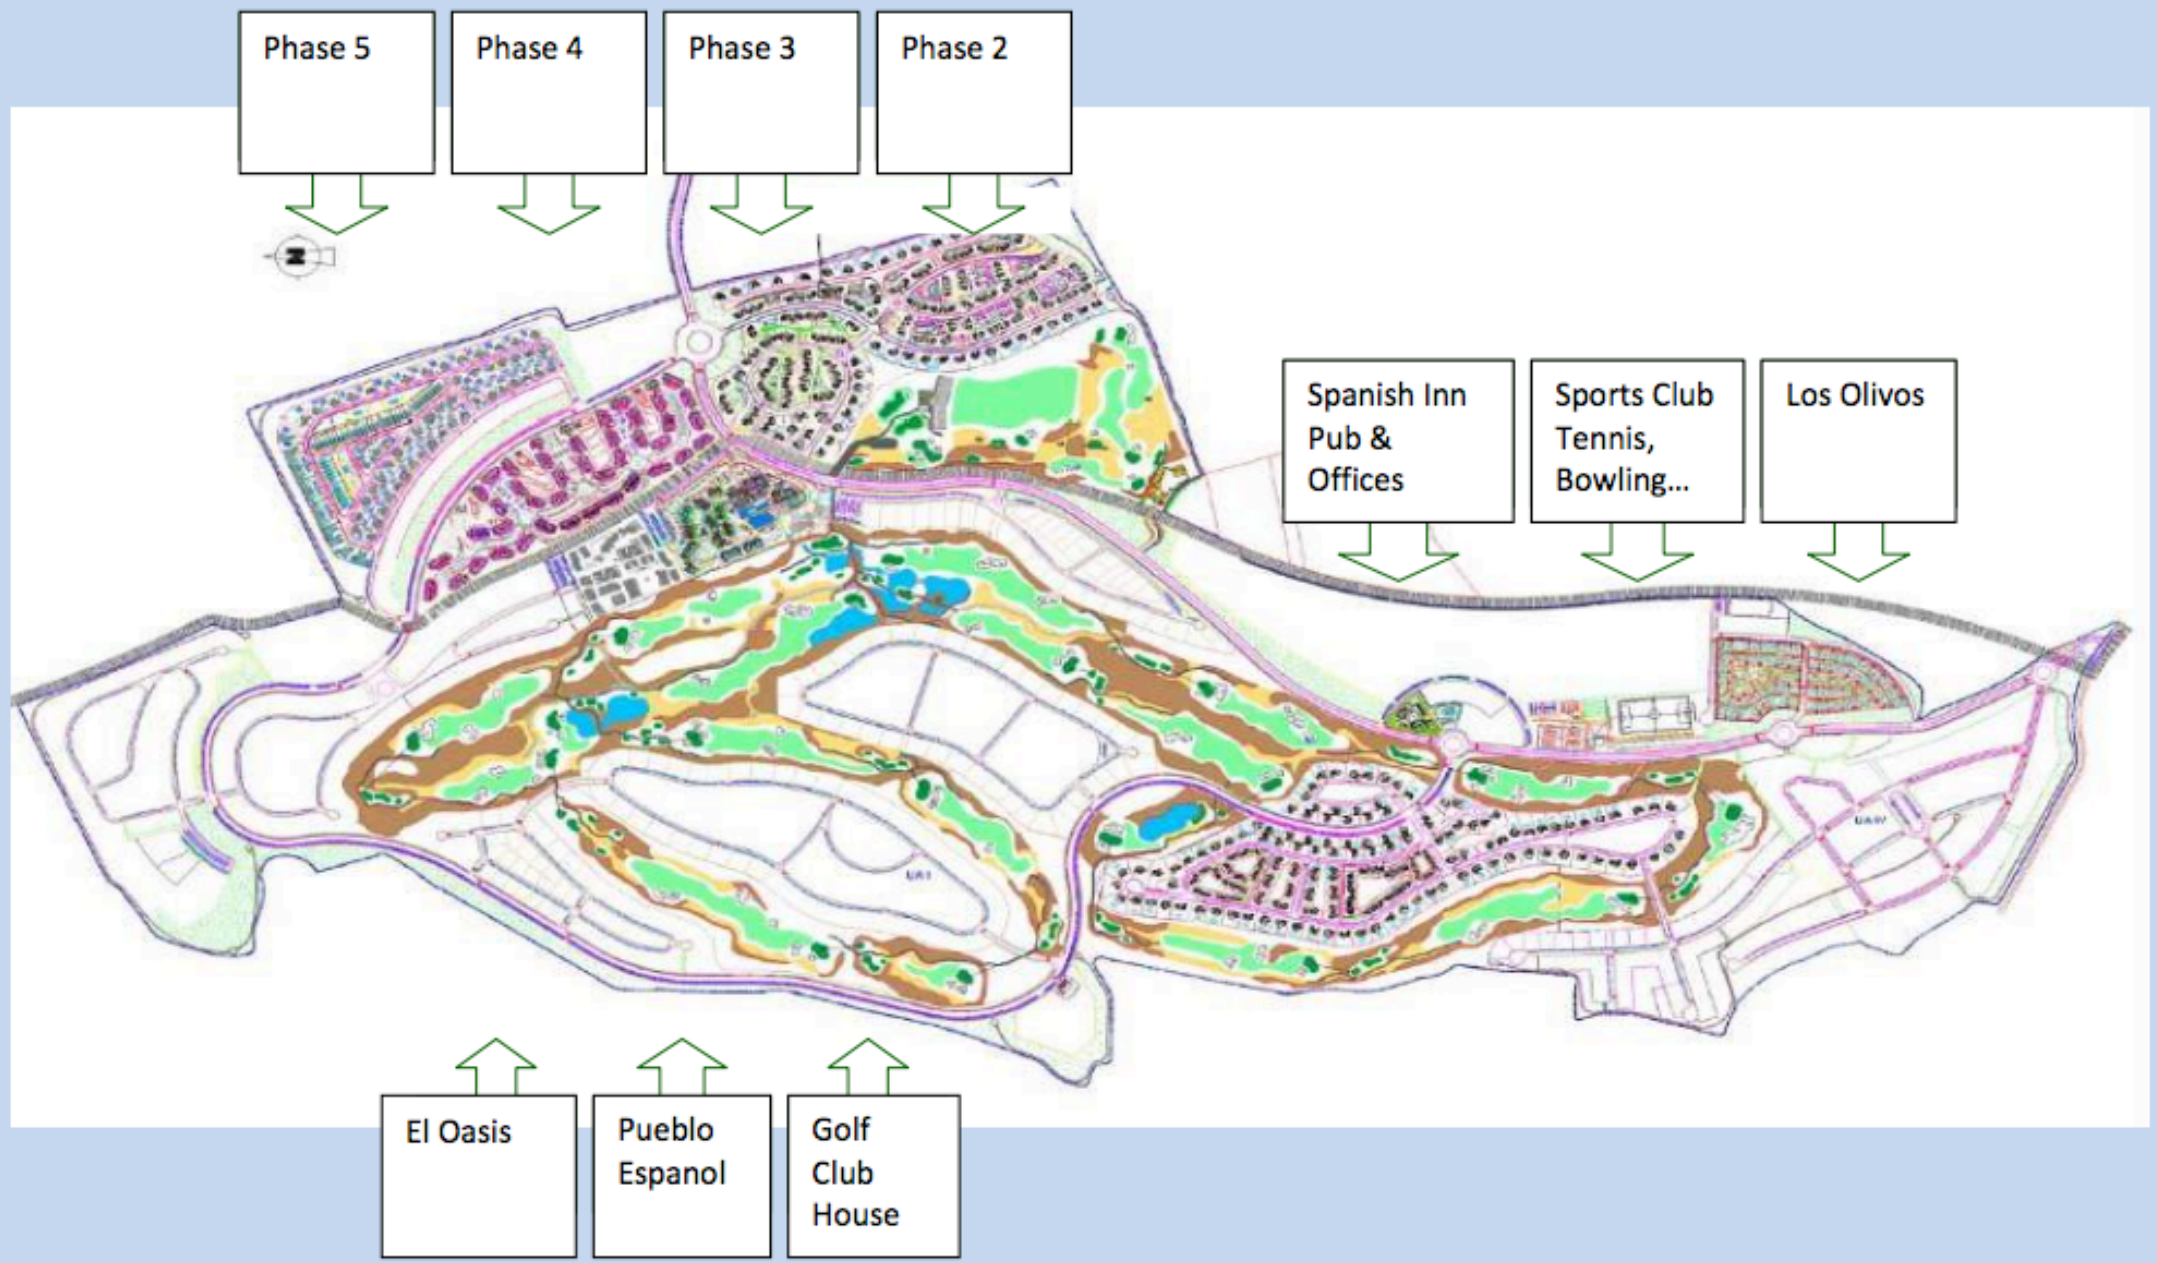 Phase 5
Phase 4
Phase 3
Phase 2
Spanish Inn
Pub &
Offices
Sports Club
Tennis,
Bowling...
Los Olivos
El Oasis
Pueblo
Espanol
Golf
Club
House